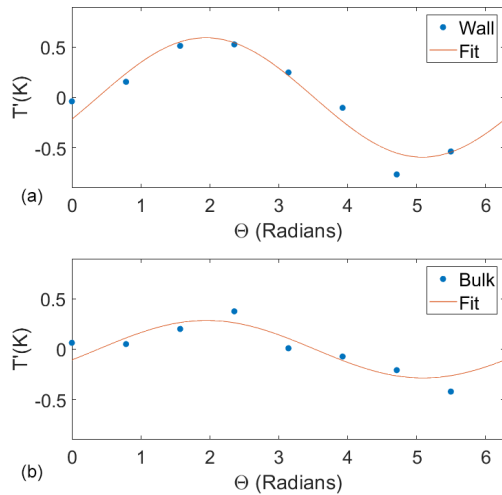 T'(K)
0.5
0
-0.5
Wall
Fit
(a)
0 1 2 3 4 5 6
Θ (Radians)
T'(K)
0.5
0
-0.5
Bulk
Fit
(b)
0 1 2 3 4 5 6
Θ (Radians)